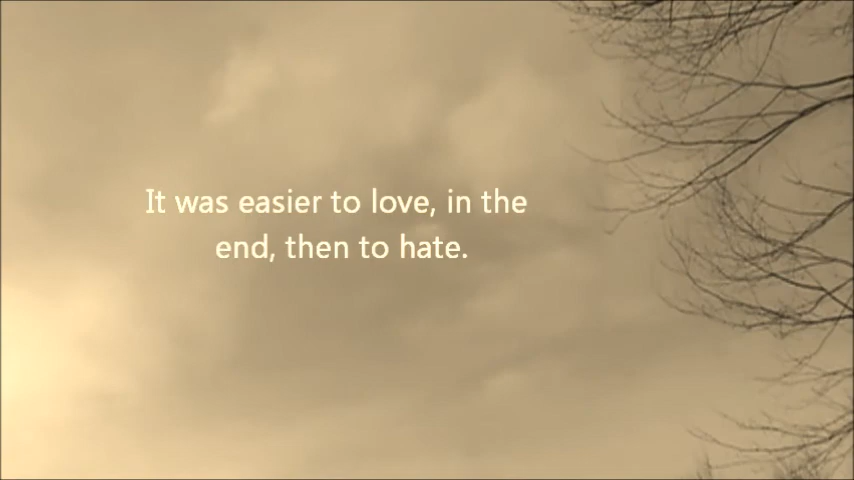 It was easier to love, in the
end, then to hate.